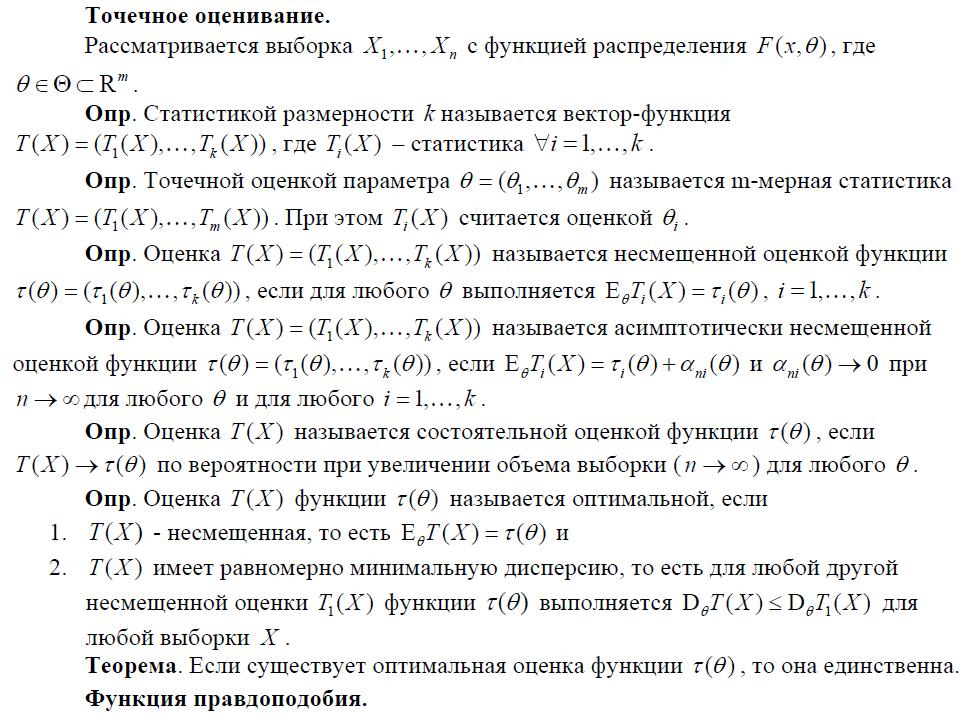 Точечное оценивание.
Рассматривается выборка X₁,…,Xₙ с функцией распределения F(x,θ), где
θ ∈ Θ ⊂ Rᵐ.
Опр. Статистикой размерности k называется вектор-функция
T(X) = (T₁(X),…,Tₖ(X)), где Tᵢ(X) – статистика ∀i = 1,…,k.
Опр. Точечной оценкой параметра θ = (θ₁,…,θₘ) называется m-мерная статистика
T(X) = (T₁(X),…,Tₘ(X)). При этом Tᵢ(X) считается оценкой θᵢ.
Опр. Оценка T(X) = (T₁(X),…,Tₖ(X)) называется несмещенной оценкой функции
τ(θ) = (τ₁(θ),…,τₖ(θ)), если для любого θ выполняется E_θTᵢ(X) = τᵢ(θ), i = 1,…,k.
Опр. Оценка T(X) = (T₁(X),…,Tₖ(X)) называется асимптотически несмещенной
оценкой функции τ(θ) = (τ₁(θ),…,τₖ(θ)), если E_θTᵢ(X) = τᵢ(θ) + αₙᵢ(θ) и αₙᵢ(θ) → 0 при
n → ∞ для любого θ и для любого i = 1,…,k.
Опр. Оценка T(X) называется состоятельной оценкой функции τ(θ), если
T(X) → τ(θ) по вероятности при увеличении объема выборки (n → ∞) для любого θ.
Опр. Оценка T(X) функции τ(θ) называется оптимальной, если
1. T(X) - несмещенная, то есть E_θT(X) = τ(θ) и
2. T(X) имеет равномерно минимальную дисперсию, то есть для любой другой
несмещенной оценки T₁(X) функции τ(θ) выполняется D_θT(X) ≤ D_θT₁(X) для
любой выборки X.
Теорема. Если существует оптимальная оценка функции τ(θ), то она единственна.
Функция правдоподобия.